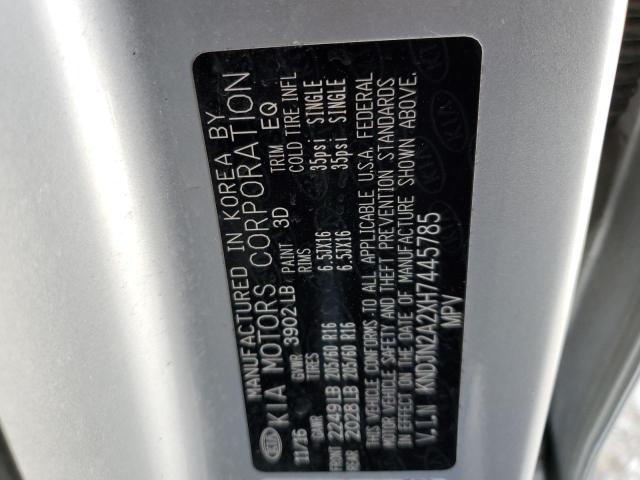 MANUFACTURED IN KOREA BY
KIA KIA MOTORS CORPORATION
11/16 GVWR 3902LB PAINT 3D TRIM EQ
GAWR TIRES RIMS COLD TIRE INFL
FRONT 2249LB 205/60 R16 6.5JX16 35psi SINGLE
REAR 2028LB 205/60 R16 6.5JX16 35psi SINGLE
THIS VEHICLE CONFORMS TO ALL APPLICABLE U.S.A. FEDERAL
MOTOR VEHICLE SAFETY AND THEFT PREVENTION STANDARDS
IN EFFECT ON THE DATE OF MANUFACTURE SHOWN ABOVE.
V.I.N KNDJN2A2XH7445785
MPV